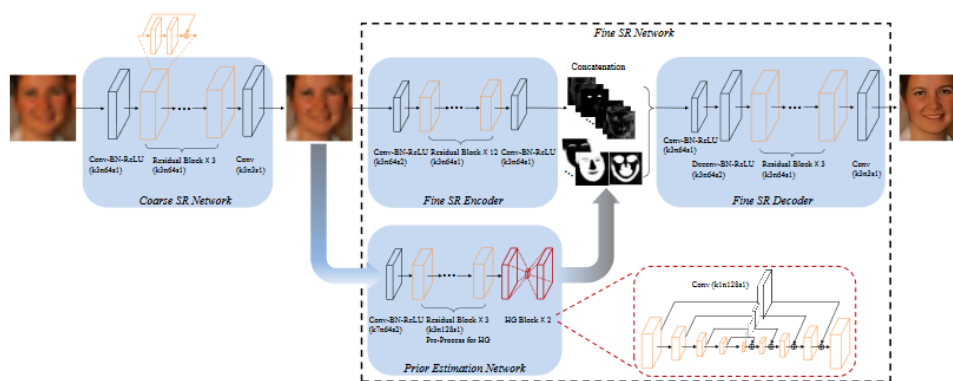 Fine SR Network
Concatenation
Conv-BN-ReLU
(k3n64s1)
Residual Block × 3
(k3n64s1)
Conv
(k3n3s1)
Coarse SR Network
Conv-BN-ReLU
(k3n64s2)
Residual Block × 12
(k3n64s1)
Conv-BN-ReLU
(k3n64s1)
Fine SR Encoder
Conv-BN-ReLU
(k3n64s1)
Deconv-BN-ReLU
(k3n64s2)
Residual Block × 3
(k3n64s1)
Conv
(k3n3s1)
Fine SR Decoder
Conv-BN-ReLU
(k7n64s2)
Residual Block × 3
(k3n128s1)
Pre-Process for HG
HG Block × 2
Prior Estimation Network
Conv (k1n128s1)